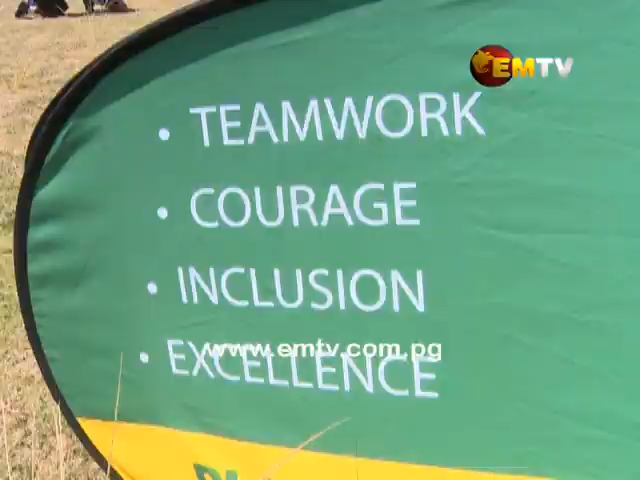 EMTV
• TEAMWORK
• COURAGE
• INCLUSION
• EXCELLENCE
www.emtv.com.pg